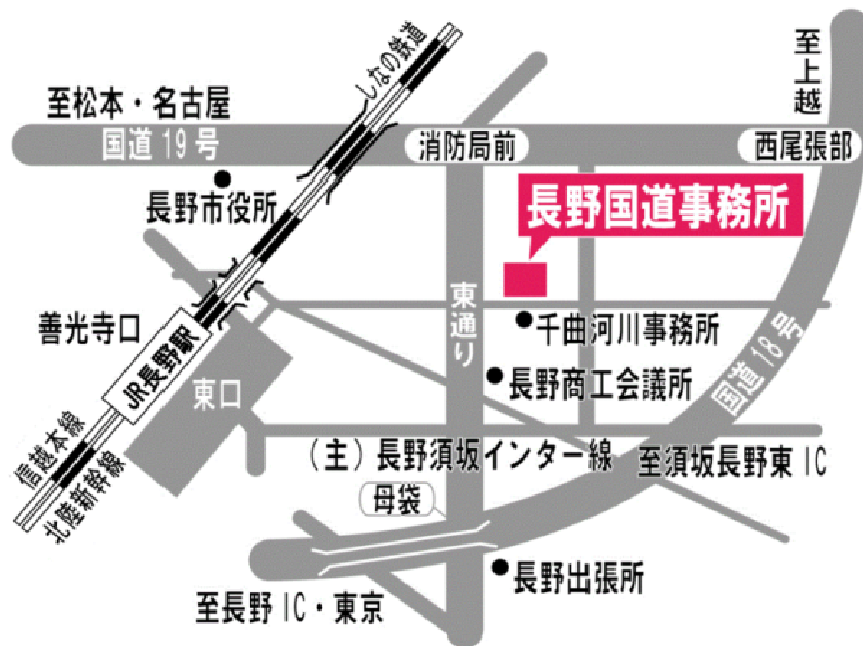 しなの鉄道
至上越
至松本・名古屋
国道19号
消防局前
西尾張部
長野市役所
長野国道事務所
東通り
善光寺口
JR長野駅
千曲河川事務所
国道18号
長野商工会議所
東口
信越本線
北陸新幹線
（主）長野須坂インター線
至須坂長野東IC
母袋
長野出張所
至長野IC・東京